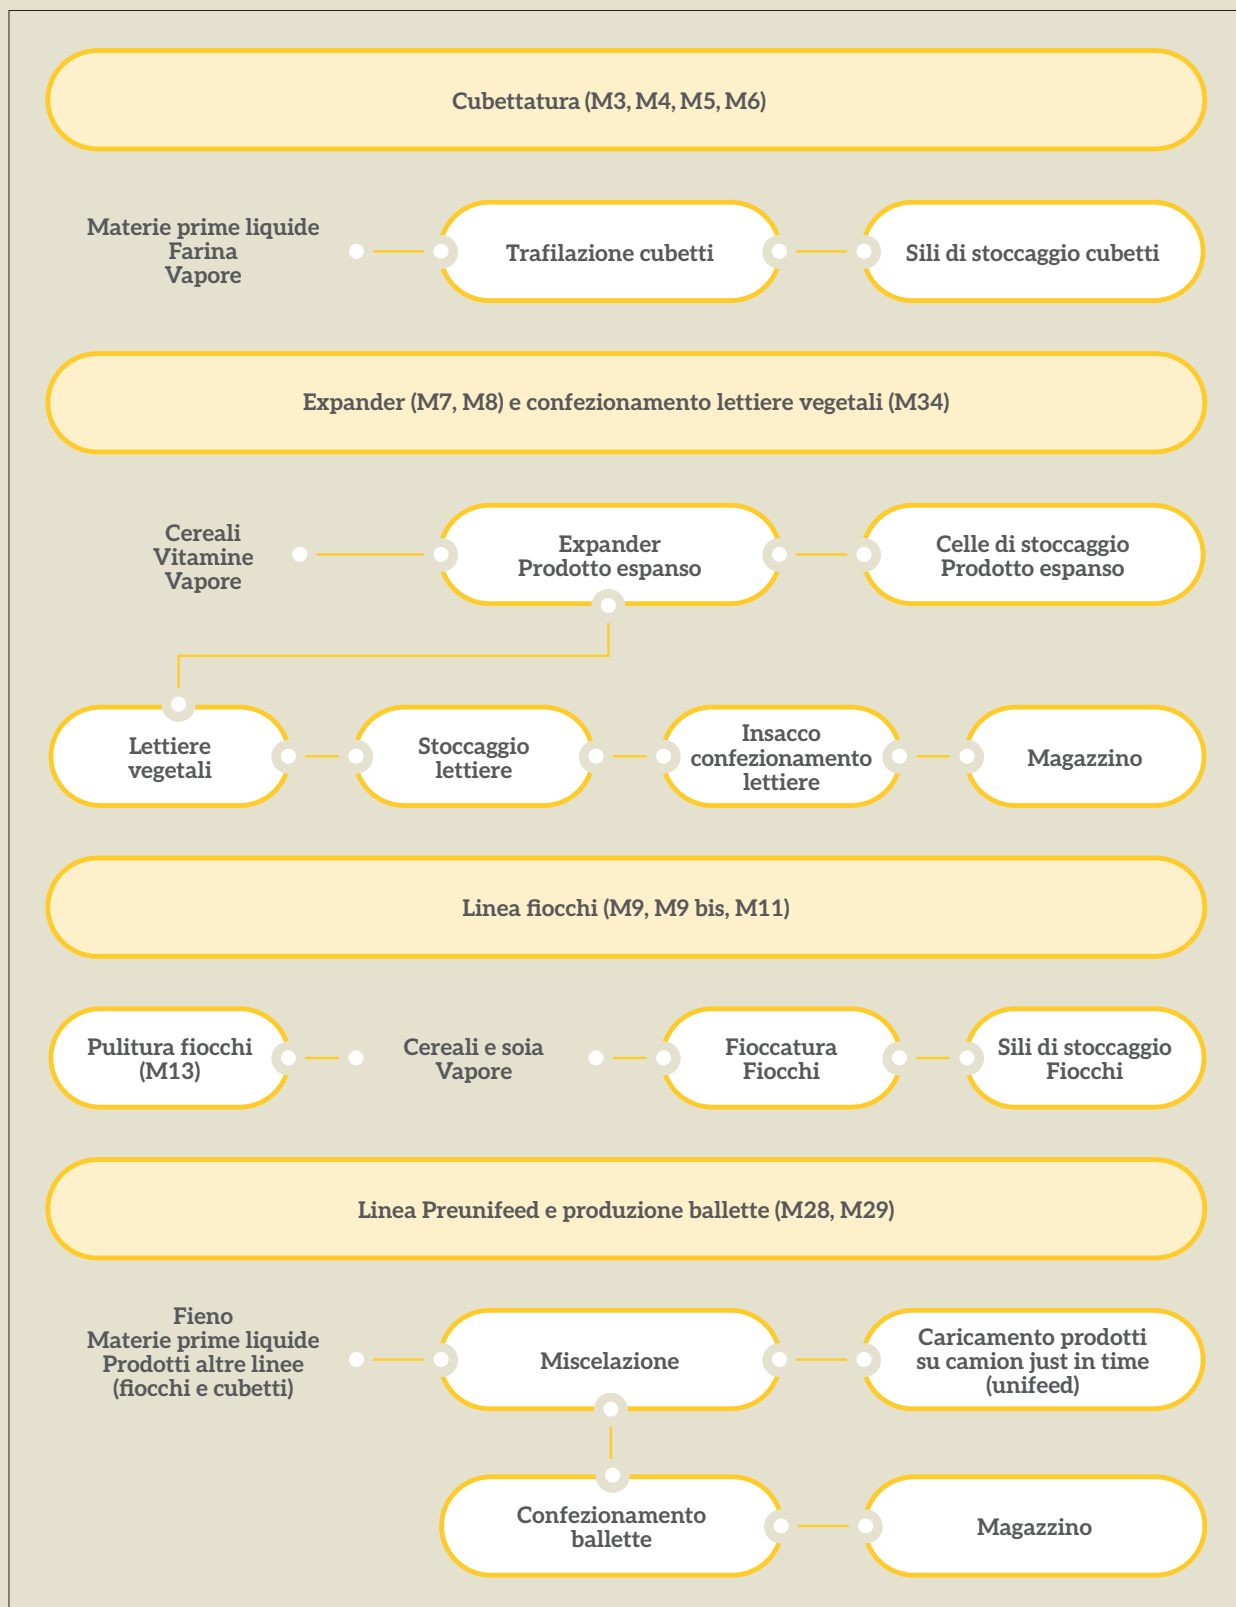 Cubettatura (M3, M4, M5, M6)
Materie prime liquide
Farina
Vapore
Trafilazione cubetti
Sili di stoccaggio cubetti
Expander (M7, M8) e confezionamento lettiere vegetali (M34)
Cereali
Vitamine
Vapore
Expander
Prodotto espanso
Celle di stoccaggio
Prodotto espanso
Lettiere
vegetali
Stoccaggio
lettiere
Insacco
confezionamento
lettiere
Magazzino
Linea fiocchi (M9, M9 bis, M11)
Pulitura fiocchi
(M13)
Cereali e soia
Vapore
Fioccatura
Fiocchi
Sili di stoccaggio
Fiocchi
Linea Preunifeed e produzione ballette (M28, M29)
Fieno
Materie prime liquide
Prodotti altre linee
(fiocchi e cubetti)
Miscelazione
Caricamento prodotti
su camion just in time
(unifeed)
Confezionamento
ballette
Magazzino